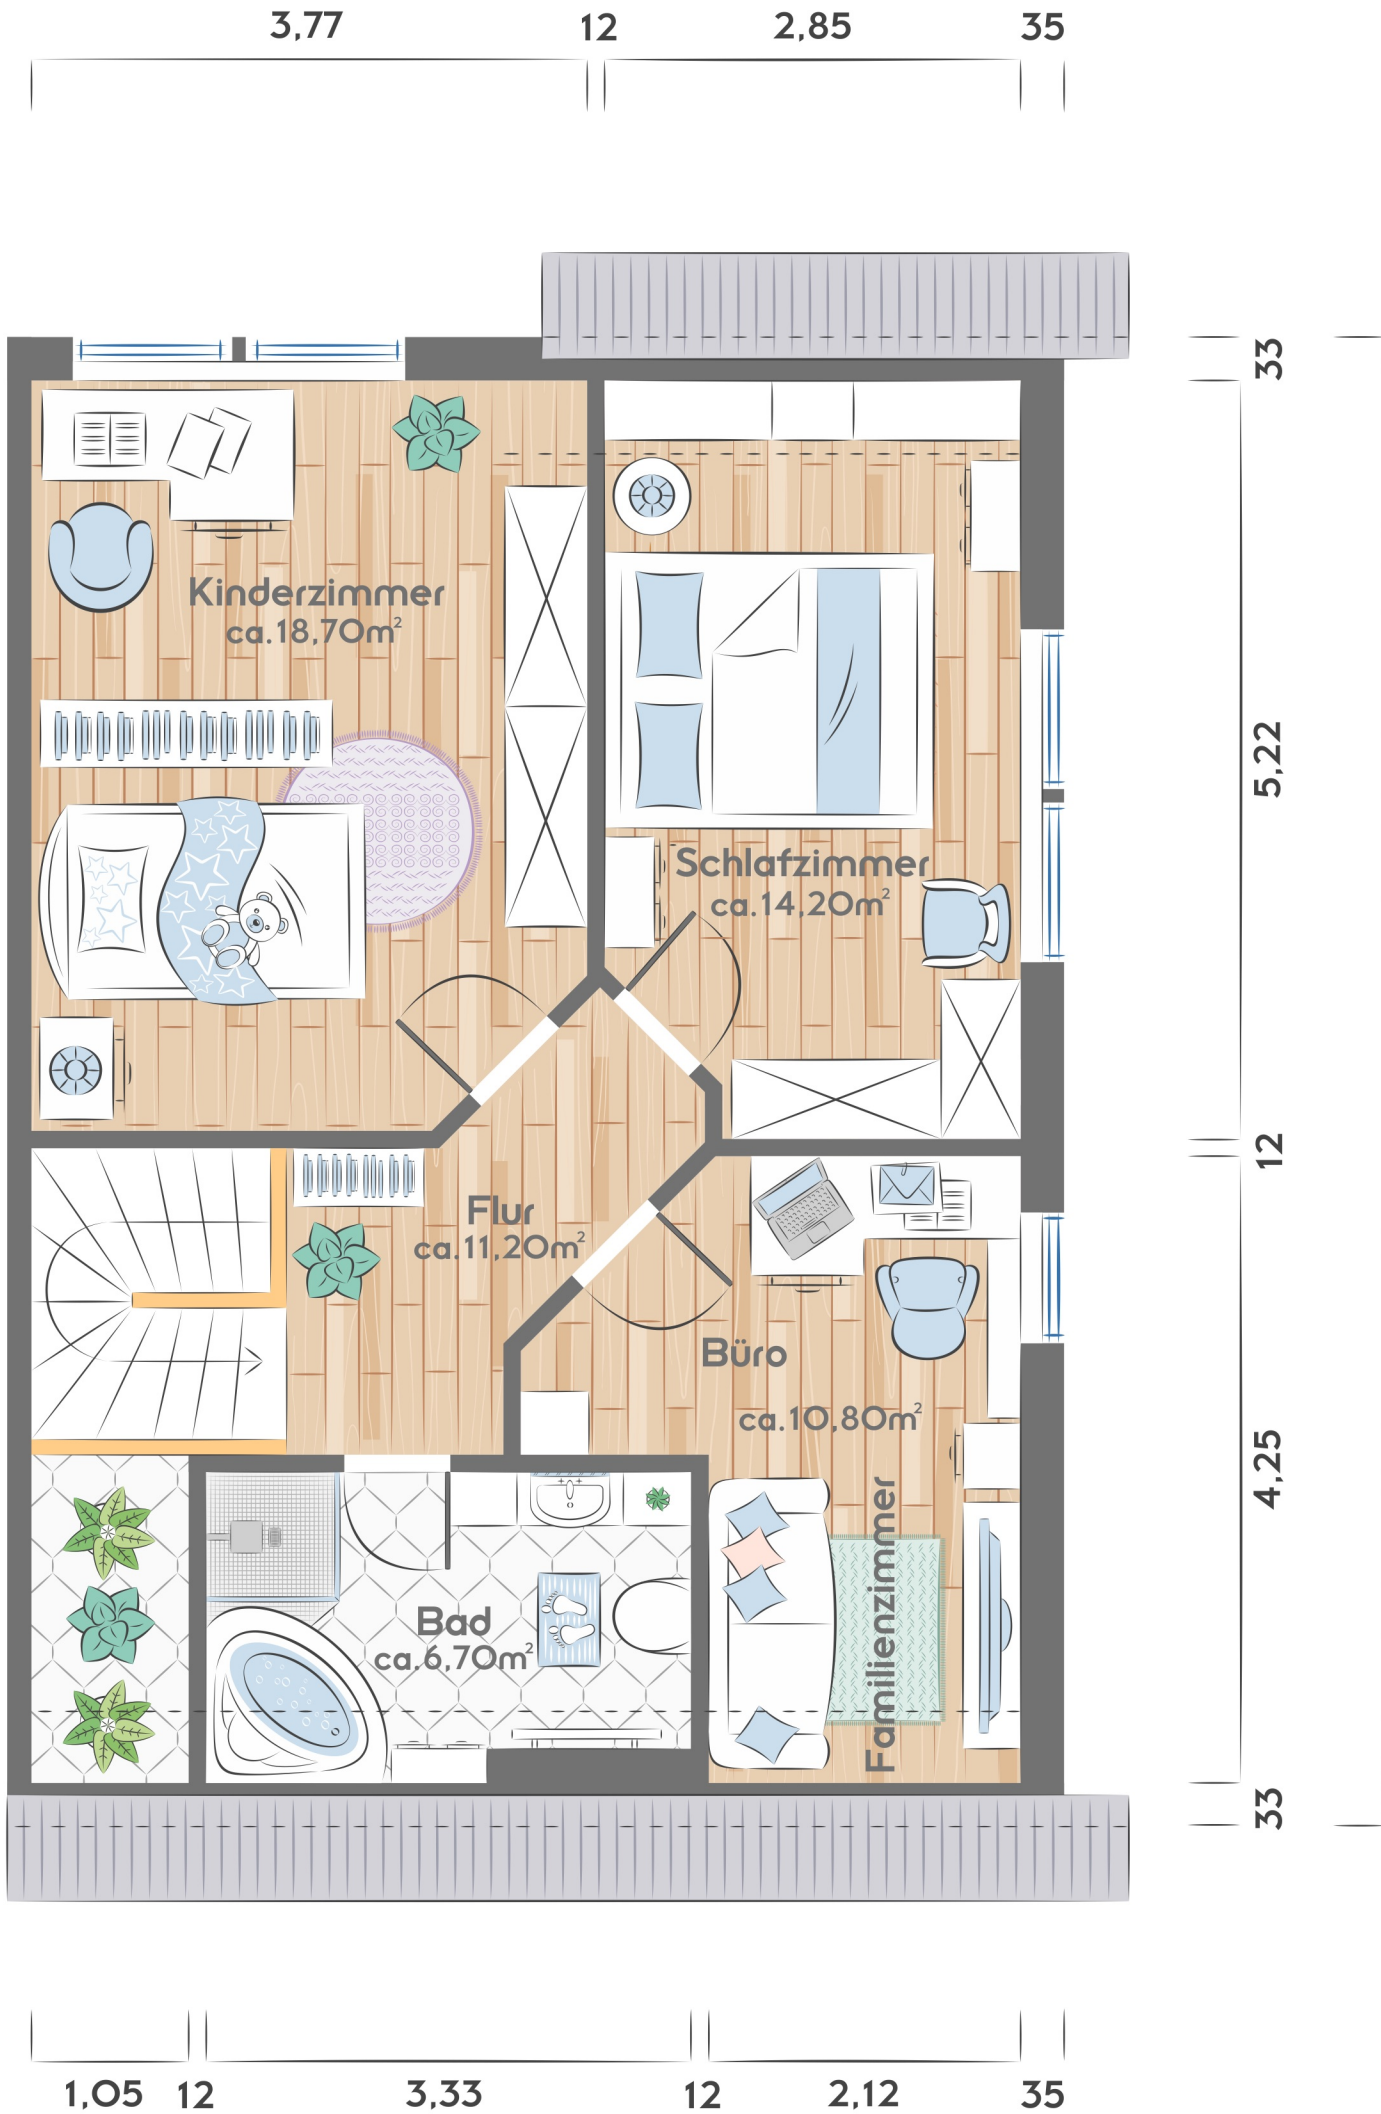 3,77
12
2,85
35
33
Kinderzimmer
ca.18,70m²
5,22
Schlafzimmer
ca.14,20m²
12
Flur
ca.11,20m²
Büro
ca.10,80m²
4,25
Familienzimmer
Bad
ca.6,70m²
33
1,05
12
3,33
12
2,12
35